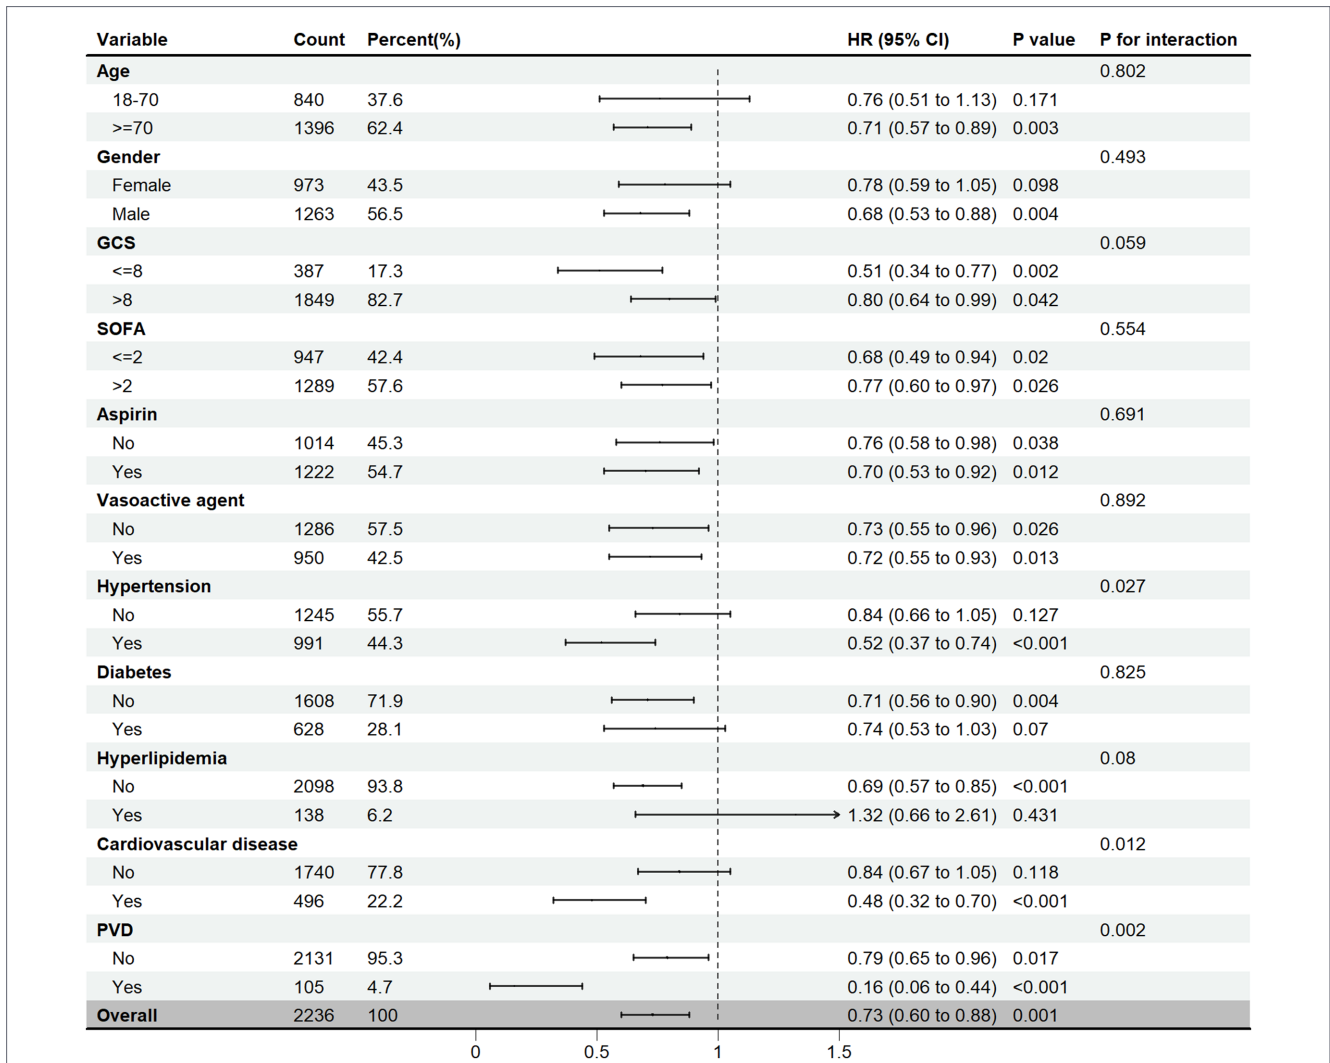 Variable Count Percent(%) HR (95% CI) P value P for interaction
Age 0.802
18-70 840 37.6 0.76 (0.51 to 1.13) 0.171
>=70 1396 62.4 0.71 (0.57 to 0.89) 0.003
Gender 0.493
Female 973 43.5 0.78 (0.59 to 1.05) 0.098
Male 1263 56.5 0.68 (0.53 to 0.88) 0.004
GCS 0.059
<=8 387 17.3 0.51 (0.34 to 0.77) 0.002
>8 1849 82.7 0.80 (0.64 to 0.99) 0.042
SOFA 0.554
<=2 947 42.4 0.68 (0.49 to 0.94) 0.02
>2 1289 57.6 0.77 (0.60 to 0.97) 0.026
Aspirin 0.691
No 1014 45.3 0.76 (0.58 to 0.98) 0.038
Yes 1222 54.7 0.70 (0.53 to 0.92) 0.012
Vasoactive agent 0.892
No 1286 57.5 0.73 (0.55 to 0.96) 0.026
Yes 950 42.5 0.72 (0.55 to 0.93) 0.013
Hypertension 0.027
No 1245 55.7 0.84 (0.66 to 1.05) 0.127
Yes 991 44.3 0.52 (0.37 to 0.74) <0.001
Diabetes 0.825
No 1608 71.9 0.71 (0.56 to 0.90) 0.004
Yes 628 28.1 0.74 (0.53 to 1.03) 0.07
Hyperlipidemia 0.08
No 2098 93.8 0.69 (0.57 to 0.85) <0.001
Yes 138 6.2 1.32 (0.66 to 2.61) 0.431
Cardiovascular disease 0.012
No 1740 77.8 0.84 (0.67 to 1.05) 0.118
Yes 496 22.2 0.48 (0.32 to 0.70) <0.001
PVD 0.002
No 2131 95.3 0.79 (0.65 to 0.96) 0.017
Yes 105 4.7 0.16 (0.06 to 0.44) <0.001
Overall 2236 100 0.73 (0.60 to 0.88) 0.001
0 0.5 1 1.5